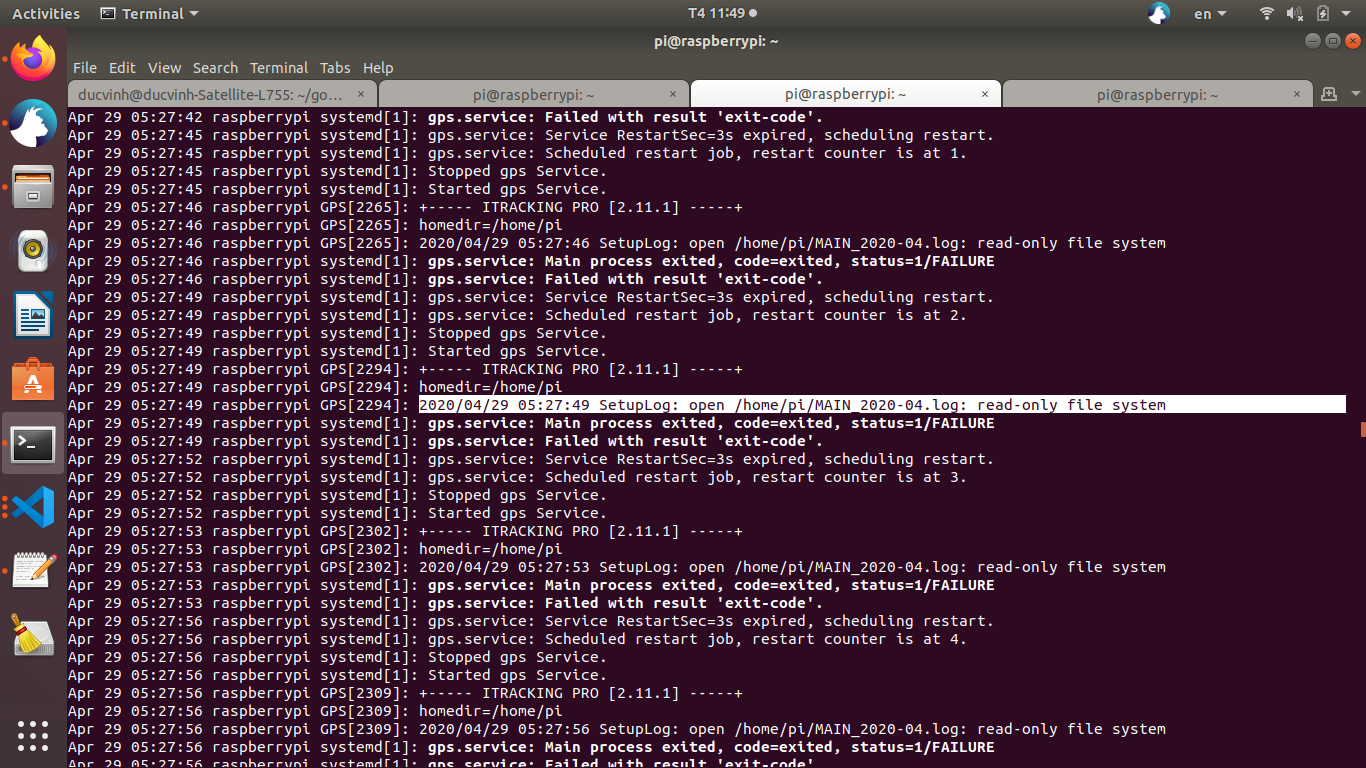 Activities Terminal T4 11:49 en
pi@raspberrypi: ~
File Edit View Search Terminal Tabs Help
ducvinh@ducvinh-Satellite-L755: ~/go… × pi@raspberrypi: ~ × pi@raspberrypi: ~ × pi@raspberrypi: ~ ×
Apr 29 05:27:42 raspberrypi systemd[1]: gps.service: Failed with result 'exit-code'.
Apr 29 05:27:45 raspberrypi systemd[1]: gps.service: Service RestartSec=3s expired, scheduling restart.
Apr 29 05:27:45 raspberrypi systemd[1]: gps.service: Scheduled restart job, restart counter is at 1.
Apr 29 05:27:45 raspberrypi systemd[1]: Stopped gps Service.
Apr 29 05:27:45 raspberrypi systemd[1]: Started gps Service.
Apr 29 05:27:46 raspberrypi GPS[2265]: +----- ITRACKING PRO [2.11.1] -----+
Apr 29 05:27:46 raspberrypi GPS[2265]: homedir=/home/pi
Apr 29 05:27:46 raspberrypi GPS[2265]: 2020/04/29 05:27:46 SetupLog: open /home/pi/MAIN_2020-04.log: read-only file system
Apr 29 05:27:46 raspberrypi systemd[1]: gps.service: Main process exited, code=exited, status=1/FAILURE
Apr 29 05:27:46 raspberrypi systemd[1]: gps.service: Failed with result 'exit-code'.
Apr 29 05:27:49 raspberrypi systemd[1]: gps.service: Service RestartSec=3s expired, scheduling restart.
Apr 29 05:27:49 raspberrypi systemd[1]: gps.service: Scheduled restart job, restart counter is at 2.
Apr 29 05:27:49 raspberrypi systemd[1]: Stopped gps Service.
Apr 29 05:27:49 raspberrypi systemd[1]: Started gps Service.
Apr 29 05:27:49 raspberrypi GPS[2294]: +----- ITRACKING PRO [2.11.1] -----+
Apr 29 05:27:49 raspberrypi GPS[2294]: homedir=/home/pi
Apr 29 05:27:49 raspberrypi GPS[2294]: 2020/04/29 05:27:49 SetupLog: open /home/pi/MAIN_2020-04.log: read-only file system
Apr 29 05:27:49 raspberrypi systemd[1]: gps.service: Main process exited, code=exited, status=1/FAILURE
Apr 29 05:27:49 raspberrypi systemd[1]: gps.service: Failed with result 'exit-code'.
Apr 29 05:27:52 raspberrypi systemd[1]: gps.service: Service RestartSec=3s expired, scheduling restart.
Apr 29 05:27:52 raspberrypi systemd[1]: gps.service: Scheduled restart job, restart counter is at 3.
Apr 29 05:27:52 raspberrypi systemd[1]: Stopped gps Service.
Apr 29 05:27:52 raspberrypi systemd[1]: Started gps Service.
Apr 29 05:27:53 raspberrypi GPS[2302]: +----- ITRACKING PRO [2.11.1] -----+
Apr 29 05:27:53 raspberrypi GPS[2302]: homedir=/home/pi
Apr 29 05:27:53 raspberrypi GPS[2302]: 2020/04/29 05:27:53 SetupLog: open /home/pi/MAIN_2020-04.log: read-only file system
Apr 29 05:27:53 raspberrypi systemd[1]: gps.service: Main process exited, code=exited, status=1/FAILURE
Apr 29 05:27:53 raspberrypi systemd[1]: gps.service: Failed with result 'exit-code'.
Apr 29 05:27:56 raspberrypi systemd[1]: gps.service: Service RestartSec=3s expired, scheduling restart.
Apr 29 05:27:56 raspberrypi systemd[1]: gps.service: Scheduled restart job, restart counter is at 4.
Apr 29 05:27:56 raspberrypi systemd[1]: Stopped gps Service.
Apr 29 05:27:56 raspberrypi systemd[1]: Started gps Service.
Apr 29 05:27:56 raspberrypi GPS[2309]: +----- ITRACKING PRO [2.11.1] -----+
Apr 29 05:27:56 raspberrypi GPS[2309]: homedir=/home/pi
Apr 29 05:27:56 raspberrypi GPS[2309]: 2020/04/29 05:27:56 SetupLog: open /home/pi/MAIN_2020-04.log: read-only file system
Apr 29 05:27:56 raspberrypi systemd[1]: gps.service: Main process exited, code=exited, status=1/FAILURE
Apr 29 05:27:56 raspberrypi systemd[1]: gps.service: Failed with result 'exit-code'